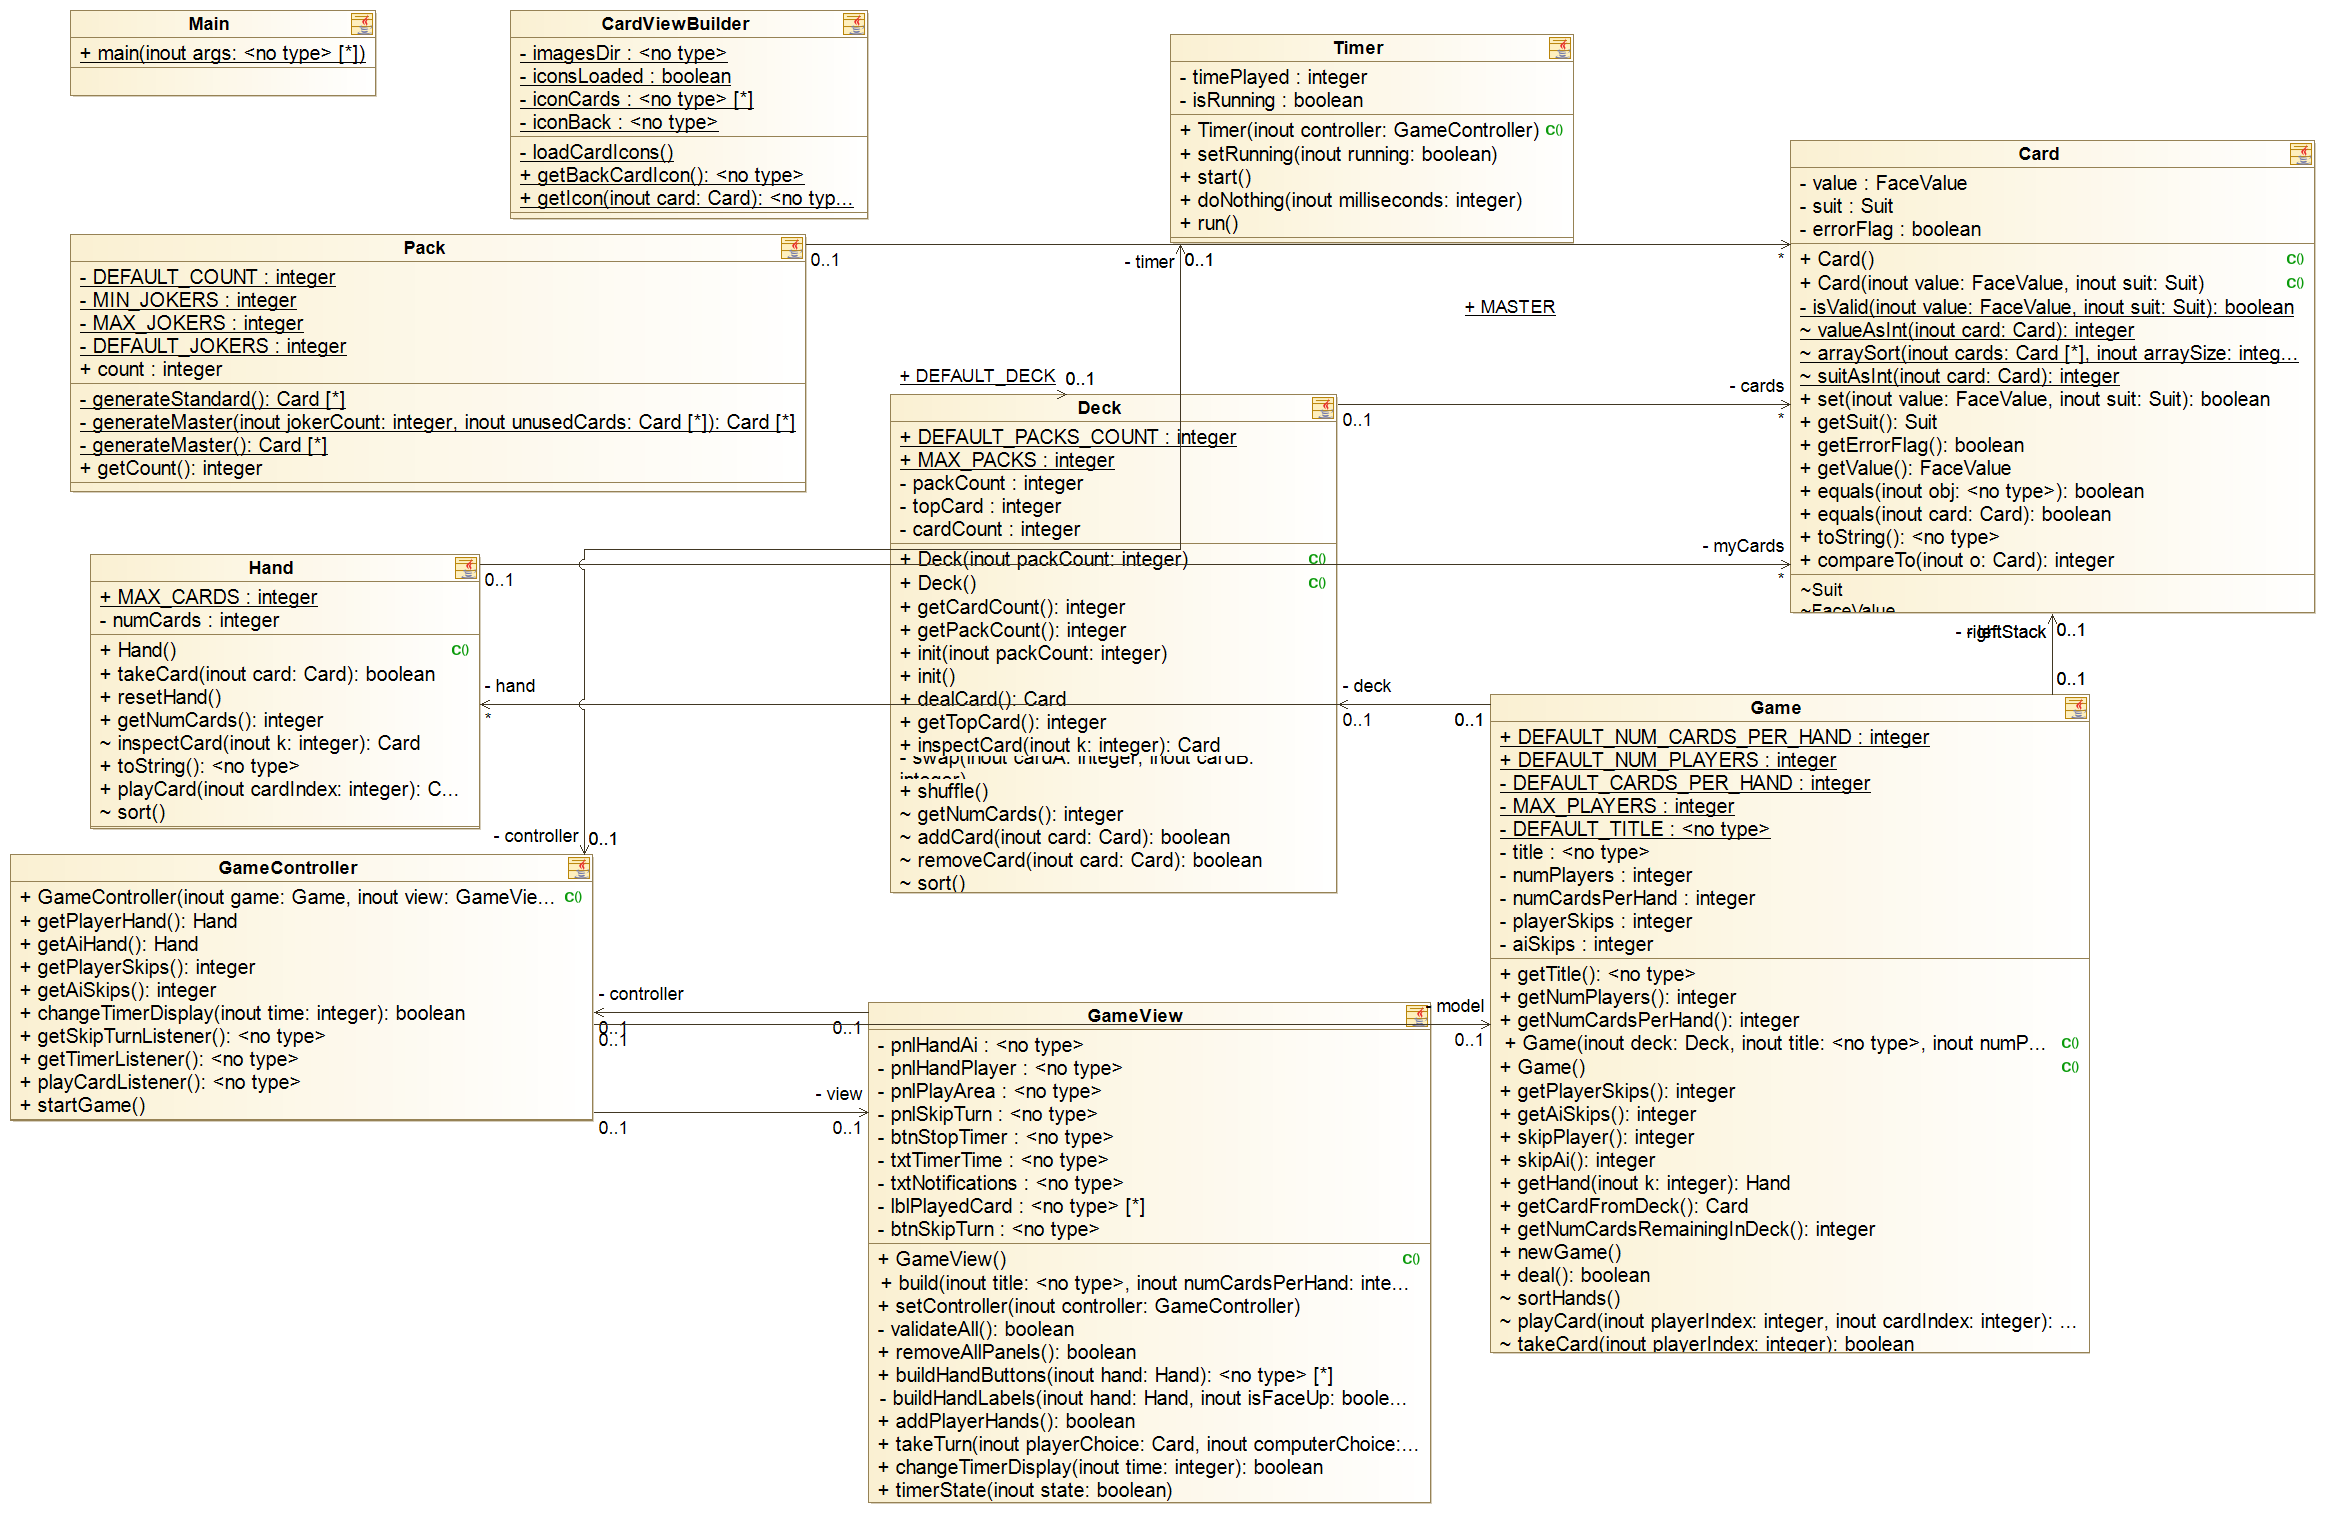 Main
+ main(inout args: <no type> [*])
CardViewBuilder
- imagesDir : <no type>
- iconsLoaded : boolean
- iconCards : <no type> [*]
- iconBack : <no type>
- loadCardIcons()
+ getBackCardIcon(): <no type>
+ getIcon(inout card: Card): <no typ...
Timer
- timePlayed : integer
- isRunning : boolean
+ Timer(inout controller: GameController) C()
+ setRunning(inout running: boolean)
+ start()
+ doNothing(inout milliseconds: integer)
+ run()
Card
- value : FaceValue
- suit : Suit
- errorFlag : boolean
+ Card() C()
+ Card(inout value: FaceValue, inout suit: Suit) C()
- isValid(inout value: FaceValue, inout suit: Suit): boolean
~ valueAsInt(inout card: Card): integer
~ arraySort(inout cards: Card [*], inout arraySize: integ...
~ suitAsInt(inout card: Card): integer
+ set(inout value: FaceValue, inout suit: Suit): boolean
+ getSuit(): Suit
+ getErrorFlag(): boolean
+ getValue(): FaceValue
+ equals(inout obj: <no type>): boolean
+ equals(inout card: Card): boolean
+ toString(): <no type>
+ compareTo(inout o: Card): integer
~Suit
~FaceValue
Pack
- DEFAULT_COUNT : integer
- MIN_JOKERS : integer
- MAX_JOKERS : integer
- DEFAULT_JOKERS : integer
+ count : integer
- generateStandard(): Card [*]
- generateMaster(inout jokerCount: integer, inout unusedCards: Card [*]): Card [*]
- generateMaster(): Card [*]
+ getCount(): integer
0..1
*
- timer 0..1
+ MASTER
+ DEFAULT_DECK 0..1
Deck
+ DEFAULT_PACKS_COUNT : integer
+ MAX_PACKS : integer
- packCount : integer
- topCard : integer
- cardCount : integer
+ Deck(inout packCount: integer) C()
+ Deck() C()
+ getCardCount(): integer
+ getPackCount(): integer
+ init(inout packCount: integer)
+ init()
+ dealCard(): Card
+ getTopCard(): integer
+ inspectCard(inout k: integer): Card
- swap(inout cardA: integer, inout cardB:
integer)
+ shuffle()
~ getNumCards(): integer
~ addCard(inout card: Card): boolean
~ removeCard(inout card: Card): boolean
~ sort()
- cards
0..1
*
- myCards
0..1
*
Hand
+ MAX_CARDS : integer
- numCards : integer
+ Hand() C()
+ takeCard(inout card: Card): boolean
+ resetHand()
+ getNumCards(): integer
~ inspectCard(inout k: integer): Card
+ toString(): <no type>
+ playCard(inout cardIndex: integer): C...
~ sort()
- hand
*
- deck
0..1
0..1
- rightStack
0..1
0..1
Game
+ DEFAULT_NUM_CARDS_PER_HAND : integer
+ DEFAULT_NUM_PLAYERS : integer
- DEFAULT_CARDS_PER_HAND : integer
- MAX_PLAYERS : integer
- DEFAULT_TITLE : <no type>
- title : <no type>
- numPlayers : integer
- numCardsPerHand : integer
- playerSkips : integer
- aiSkips : integer
+ getTitle(): <no type>
+ getNumPlayers(): integer
+ getNumCardsPerHand(): integer
+ Game(inout deck: Deck, inout title: <no type>, inout numP... C()
+ Game() C()
+ getPlayerSkips(): integer
+ getAiSkips(): integer
+ skipPlayer(): integer
+ skipAi(): integer
+ getHand(inout k: integer): Hand
+ getCardFromDeck(): Card
+ getNumCardsRemainingInDeck(): integer
+ newGame()
+ deal(): boolean
~ sortHands()
~ playCard(inout playerIndex: integer, inout cardIndex: integer): ...
~ takeCard(inout playerIndex: integer): boolean
- controller 0..1
GameController
+ GameController(inout game: Game, inout view: GameVie... C()
+ getPlayerHand(): Hand
+ getAiHand(): Hand
+ getPlayerSkips(): integer
+ getAiSkips(): integer
+ changeTimerDisplay(inout time: integer): boolean
+ getSkipTurnListener(): <no type>
+ getTimerListener(): <no type>
+ playCardListener(): <no type>
+ startGame()
- controller
0..1
0..1
0..1
- model
0..1
- view
0..1
0..1
GameView
- pnlHandAi : <no type>
- pnlHandPlayer : <no type>
- pnlPlayArea : <no type>
- pnlSkipTurn : <no type>
- btnStopTimer : <no type>
- txtTimerTime : <no type>
- txtNotifications : <no type>
- lblPlayedCard : <no type> [*]
- btnSkipTurn : <no type>
+ GameView() C()
+ build(inout title: <no type>, inout numCardsPerHand: inte...
+ setController(inout controller: GameController)
- validateAll(): boolean
+ removeAllPanels(): boolean
+ buildHandButtons(inout hand: Hand): <no type> [*]
- buildHandLabels(inout hand: Hand, inout isFaceUp: boole...
+ addPlayerHands(): boolean
+ takeTurn(inout playerChoice: Card, inout computerChoice:...
+ changeTimerDisplay(inout time: integer): boolean
+ timerState(inout state: boolean)